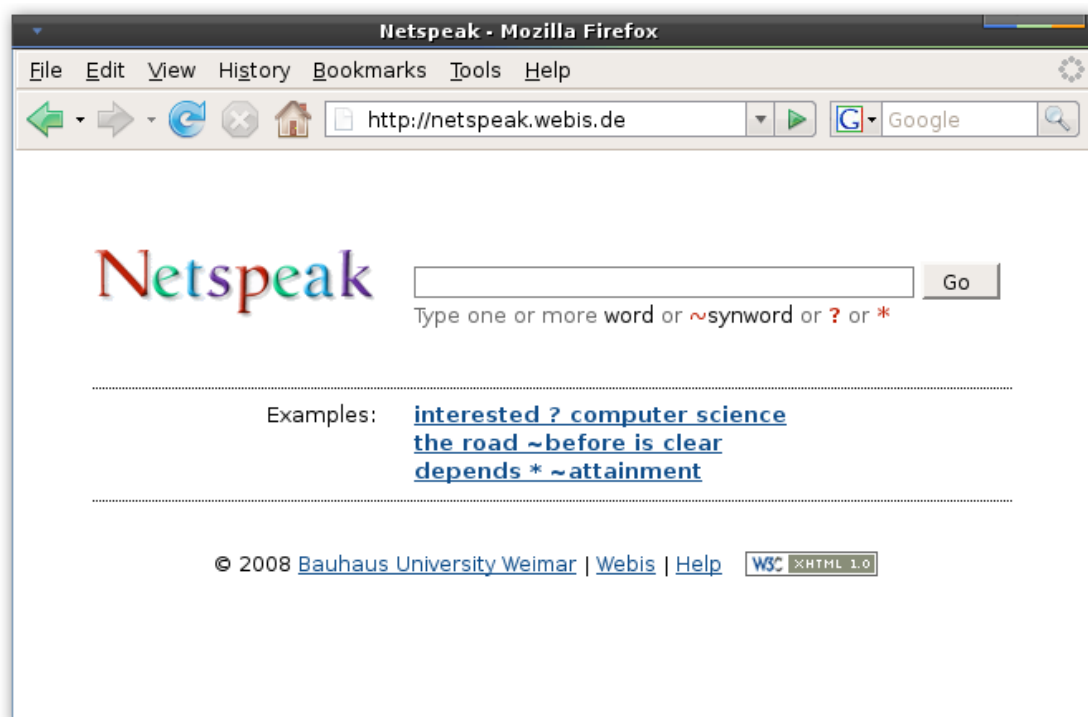 Netspeak - Mozilla Firefox
File Edit View History Bookmarks Tools Help
http://netspeak.webis.de G Google
Netspeak Go
Type one or more word or ~synword or ? or *
Examples: interested ? computer science
the road ~before is clear
depends * ~attainment
© 2008 Bauhaus University Weimar | Webis | Help W3C XHTML 1.0